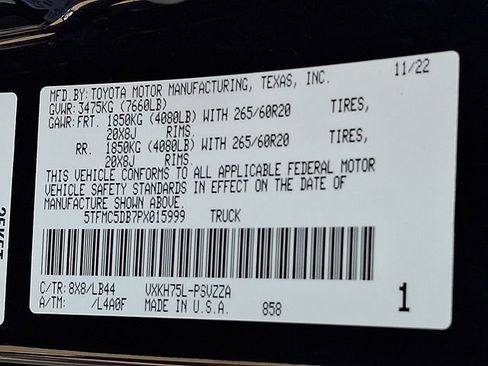 MFD.BY:TOYOTA MOTOR MANUFACTURING, TEXAS, INC. 11/22
GVWR:3475KG (7660LB)
GAWR:FRT. 1850KG (4080LB) WITH 265/60R20 TIRES,
20X8J RIMS.
RR. 1850KG (4080LB) WITH 265/60R20 TIRES,
20X8J RIMS.
THIS VEHICLE CONFORMS TO ALL APPLICABLE FEDERAL MOTOR
VEHICLE SAFETY STANDARDS IN EFFECT ON THE DATE OF
MANUFACTURE SHOWN ABOVE.
5TFMC5DB7PX015999 TRUCK
C/TR:8X8/LB44 VXKH75L-PSVZZA
A/TM: /L4A0F MADE IN U.S.A. 858 1